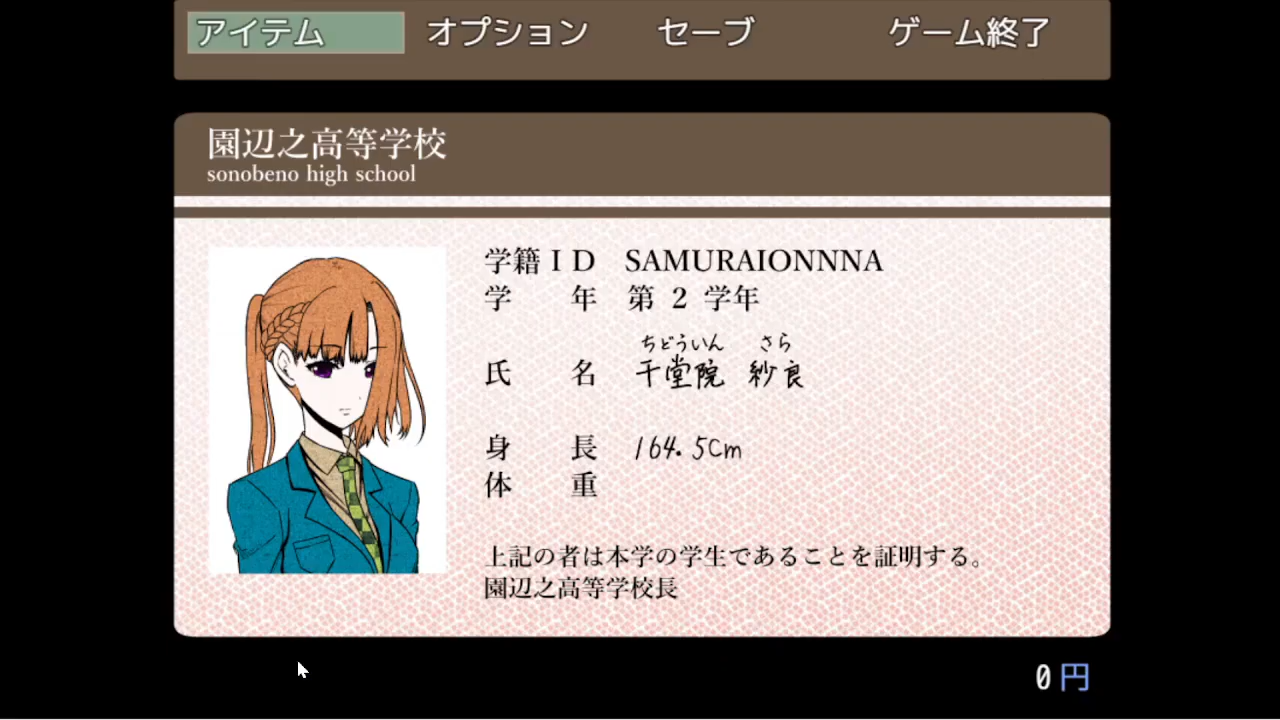 アイテム オプション セーブ ゲーム終了
園辺之高等学校
sonobeno high school
学籍ID SAMURAIONNNA
学年 第 2 学年
ちどういん さら
氏名 千堂院 紗良
身長 164.5cm
体重
上記の者は本学の学生であることを証明する。
園辺之高等学校長
0 円